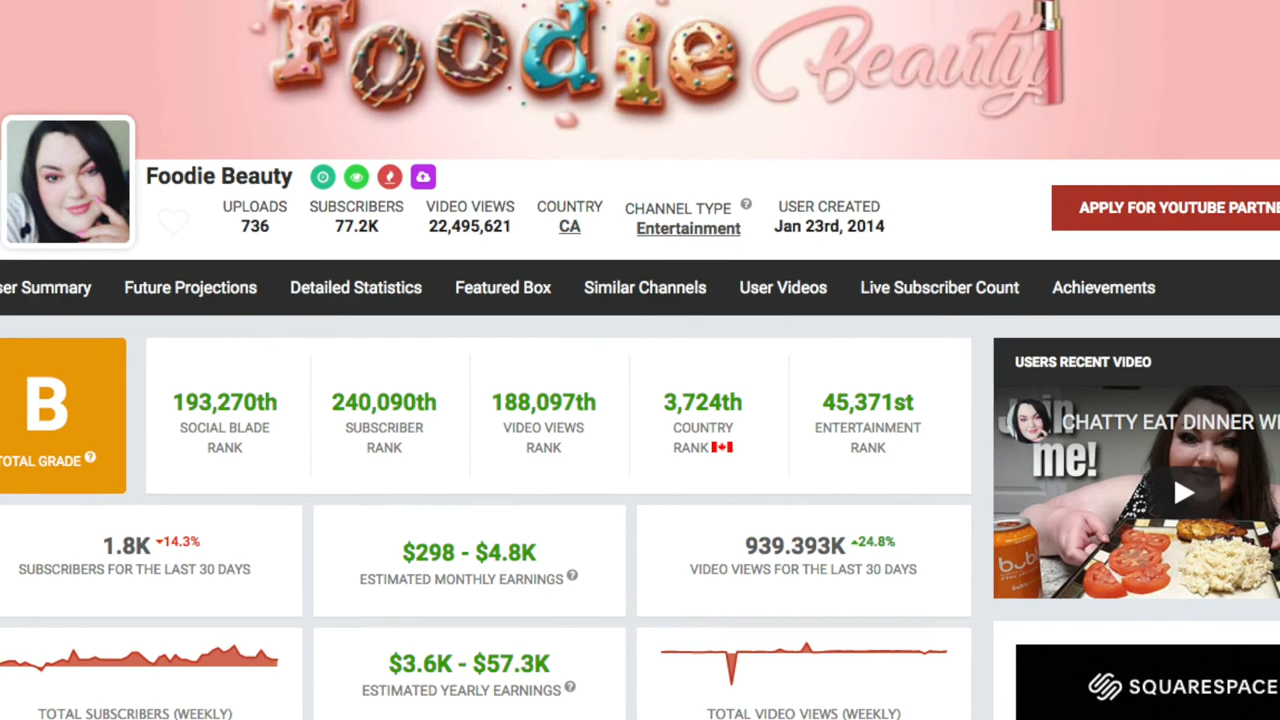 Foodie Beauty
Foodie Beauty
UPLOADS
736
SUBSCRIBERS
77.2K
VIDEO VIEWS
22,495,621
COUNTRY
CA
CHANNEL TYPE ?
Entertainment
USER CREATED
Jan 23rd, 2014
APPLY FOR YOUTUBE PARTNE
ser Summary
Future Projections
Detailed Statistics
Featured Box
Similar Channels
User Videos
Live Subscriber Count
Achievements
B
TOTAL GRADE ?
193,270th
SOCIAL BLADE
RANK
240,090th
SUBSCRIBER
RANK
188,097th
VIDEO VIEWS
RANK
3,724th
COUNTRY
RANK
45,371st
ENTERTAINMENT
RANK
USERS RECENT VIDEO
CHATTY EAT DINNER WI
Join
me!
bubly
1.8K -14.3%
SUBSCRIBERS FOR THE LAST 30 DAYS
$298 - $4.8K
ESTIMATED MONTHLY EARNINGS ?
939.393K 24.8%
VIDEO VIEWS FOR THE LAST 30 DAYS
TOTAL SUBSCRIBERS (WEEKLY)
$3.6K - $57.3K
ESTIMATED YEARLY EARNINGS ?
TOTAL VIDEO VIEWS (WEEKLY)
SQUARESPACE